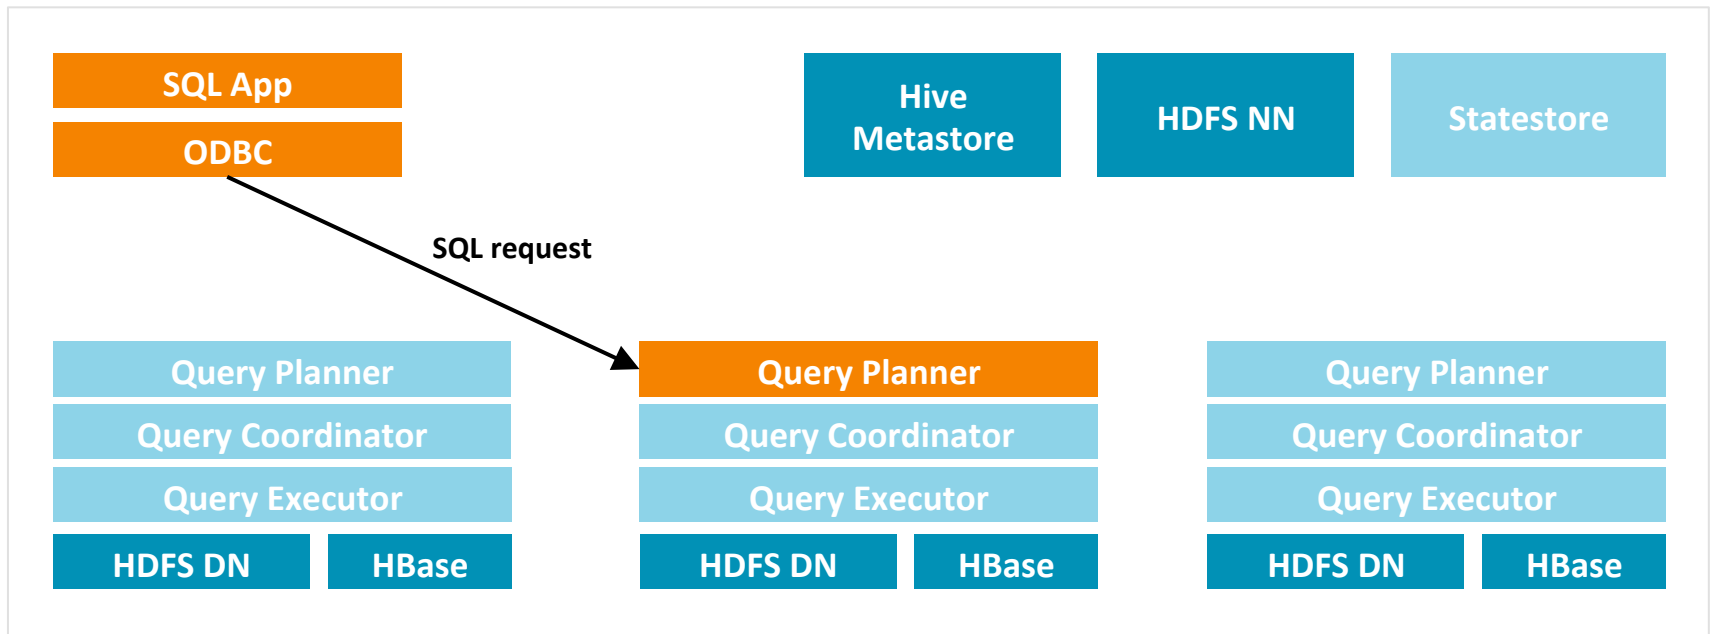 SQL App
ODBC
Hive
Metastore
HDFS NN
Statestore
SQL request
Query Planner
Query Coordinator
Query Executor
HDFS DN
HBase
Query Planner
Query Coordinator
Query Executor
HDFS DN
HBase
Query Planner
Query Coordinator
Query Executor
HDFS DN
HBase